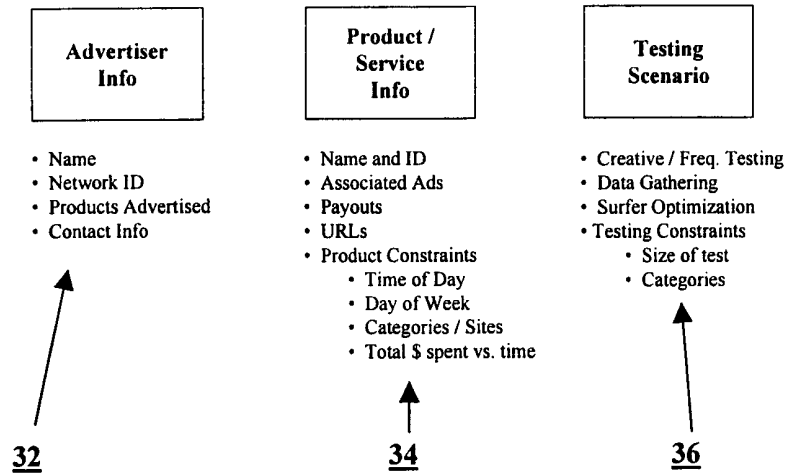 Advertiser
Info
• Name
• Network ID
• Products Advertised
• Contact Info
32
Product /
Service
Info
• Name and ID
• Associated Ads
• Payouts
• URLs
• Product Constraints
• Time of Day
• Day of Week
• Categories / Sites
• Total $ spent vs. time
34
Testing
Scenario
• Creative / Freq. Testing
• Data Gathering
• Surfer Optimization
• Testing Constraints
• Size of test
• Categories
36